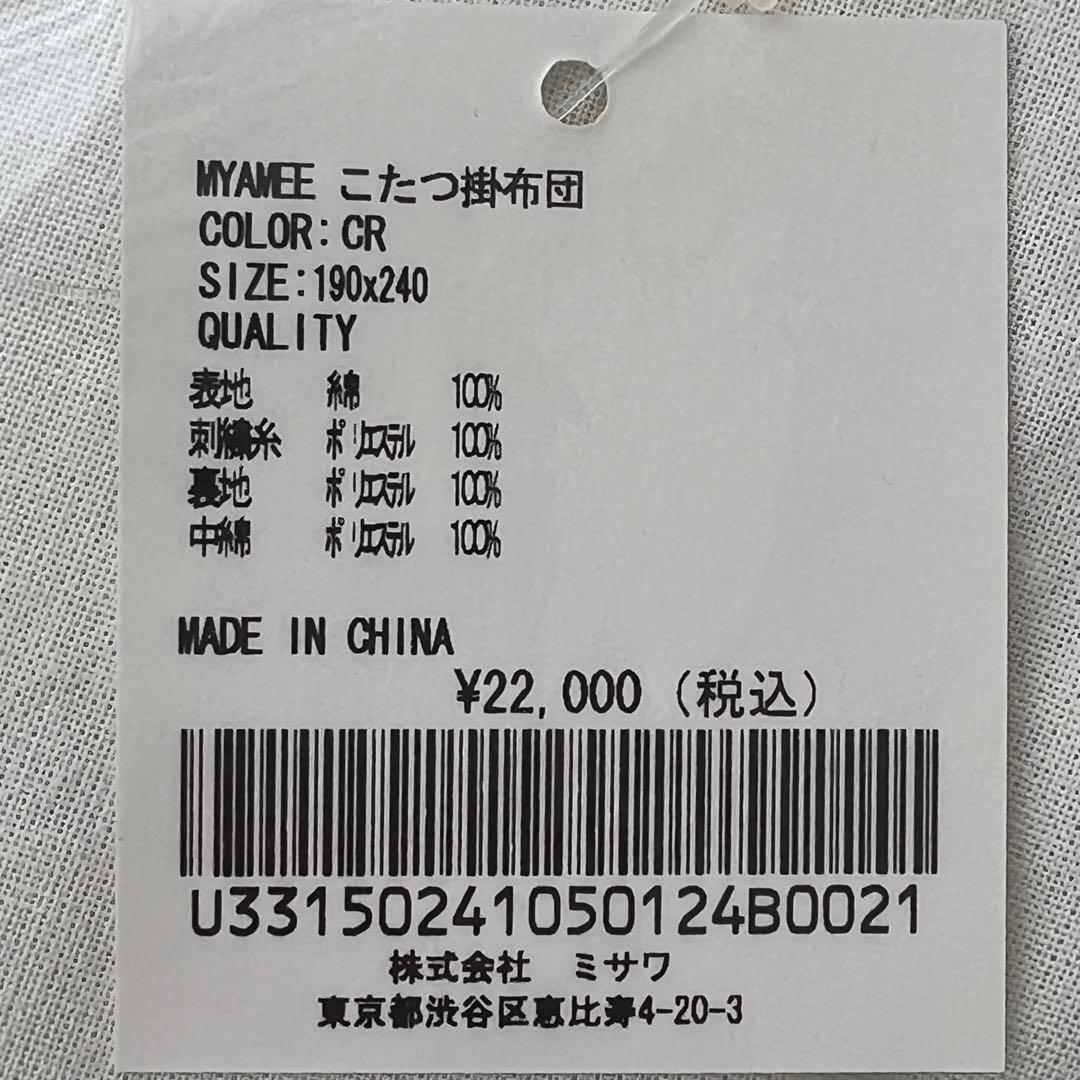 MYAMEE こたつ掛布団
COLOR:CR
SIZE:190x240
QUALITY
表地 綿 100%
刺繍糸 ポリエステル 100%
裏地 ポリエステル 100%
中綿 ポリエステル 100%
MADE IN CHINA
¥22,000 (税込)
U33150241050124B0021
株式会社 ミサワ
東京都渋谷区恵比寿4-20-3